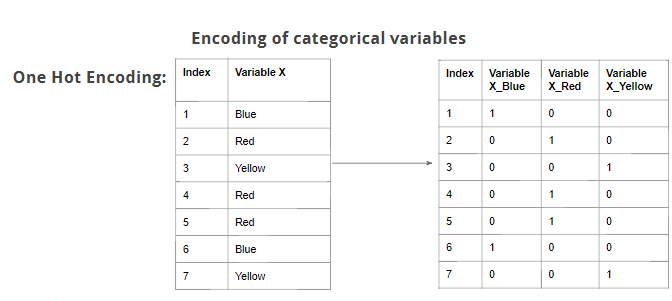 Encoding of categorical variables
One Hot Encoding:
Index Variable X
1 Blue
2 Red
3 Yellow
4 Red
5 Red
6 Blue
7 Yellow
Index Variable Variable Variable
X_Blue X_Red X_Yellow
1 1 0 0
2 0 1 0
3 0 0 1
4 0 1 0
5 0 1 0
6 1 0 0
7 0 0 1